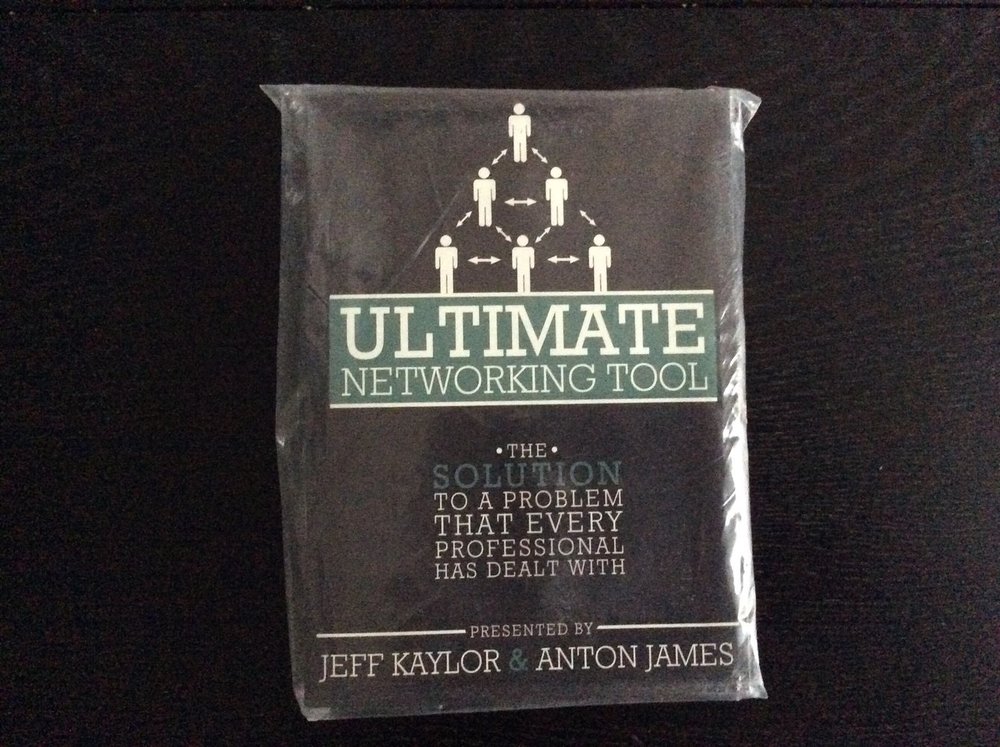 ULTIMATE
NETWORKING TOOL
• THE •
SOLUTION
TO A PROBLEM
THAT EVERY
PROFESSIONAL
HAS DEALT WITH
PRESENTED BY
JEFF KAYLOR & ANTON JAMES